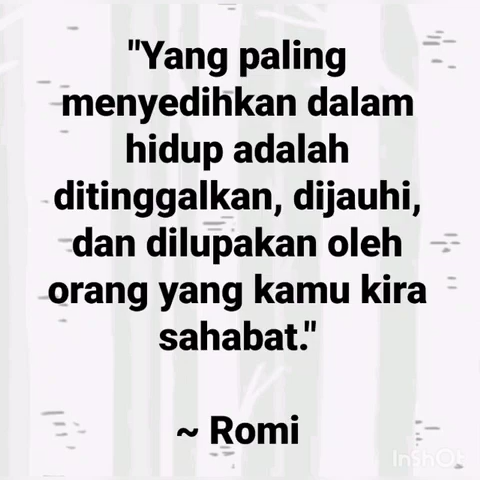 "Yang paling
menyedihkan dalam
hidup adalah
ditinggalkan, dijauhi,
dan dilupakan oleh
orang yang kamu kira
sahabat."
~ Romi
InShOt